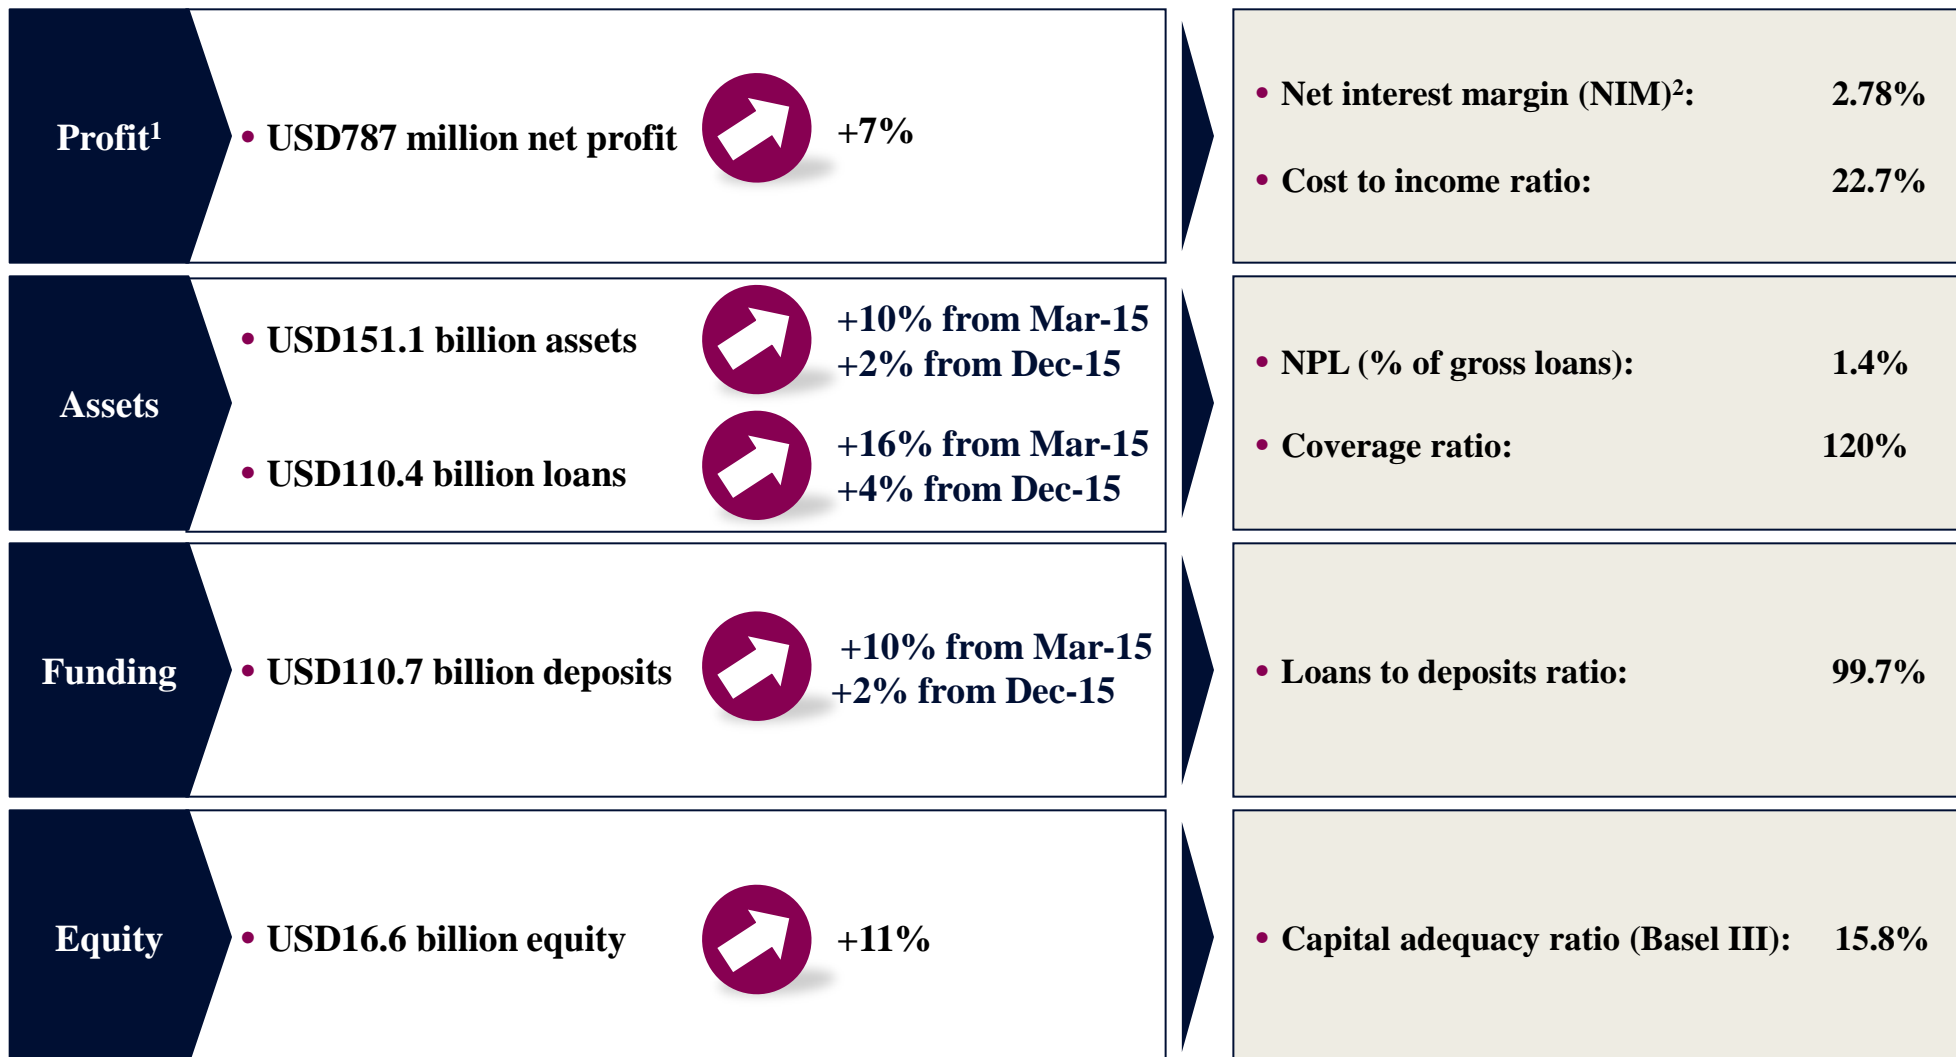 Profit¹
• USD787 million net profit
+7%
• Net interest margin (NIM)²: 2.78%
• Cost to income ratio: 22.7%
Assets
• USD151.1 billion assets
+10% from Mar-15
+2% from Dec-15
• USD110.4 billion loans
+16% from Mar-15
+4% from Dec-15
• NPL (% of gross loans): 1.4%
• Coverage ratio: 120%
Funding
• USD110.7 billion deposits
+10% from Mar-15
+2% from Dec-15
• Loans to deposits ratio: 99.7%
Equity
• USD16.6 billion equity
+11%
• Capital adequacy ratio (Basel III): 15.8%